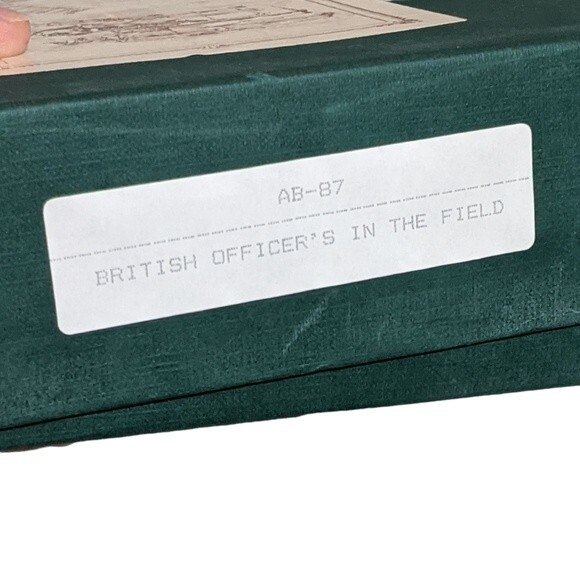 AB-87
BRITISH OFFICER'S IN THE FIELD